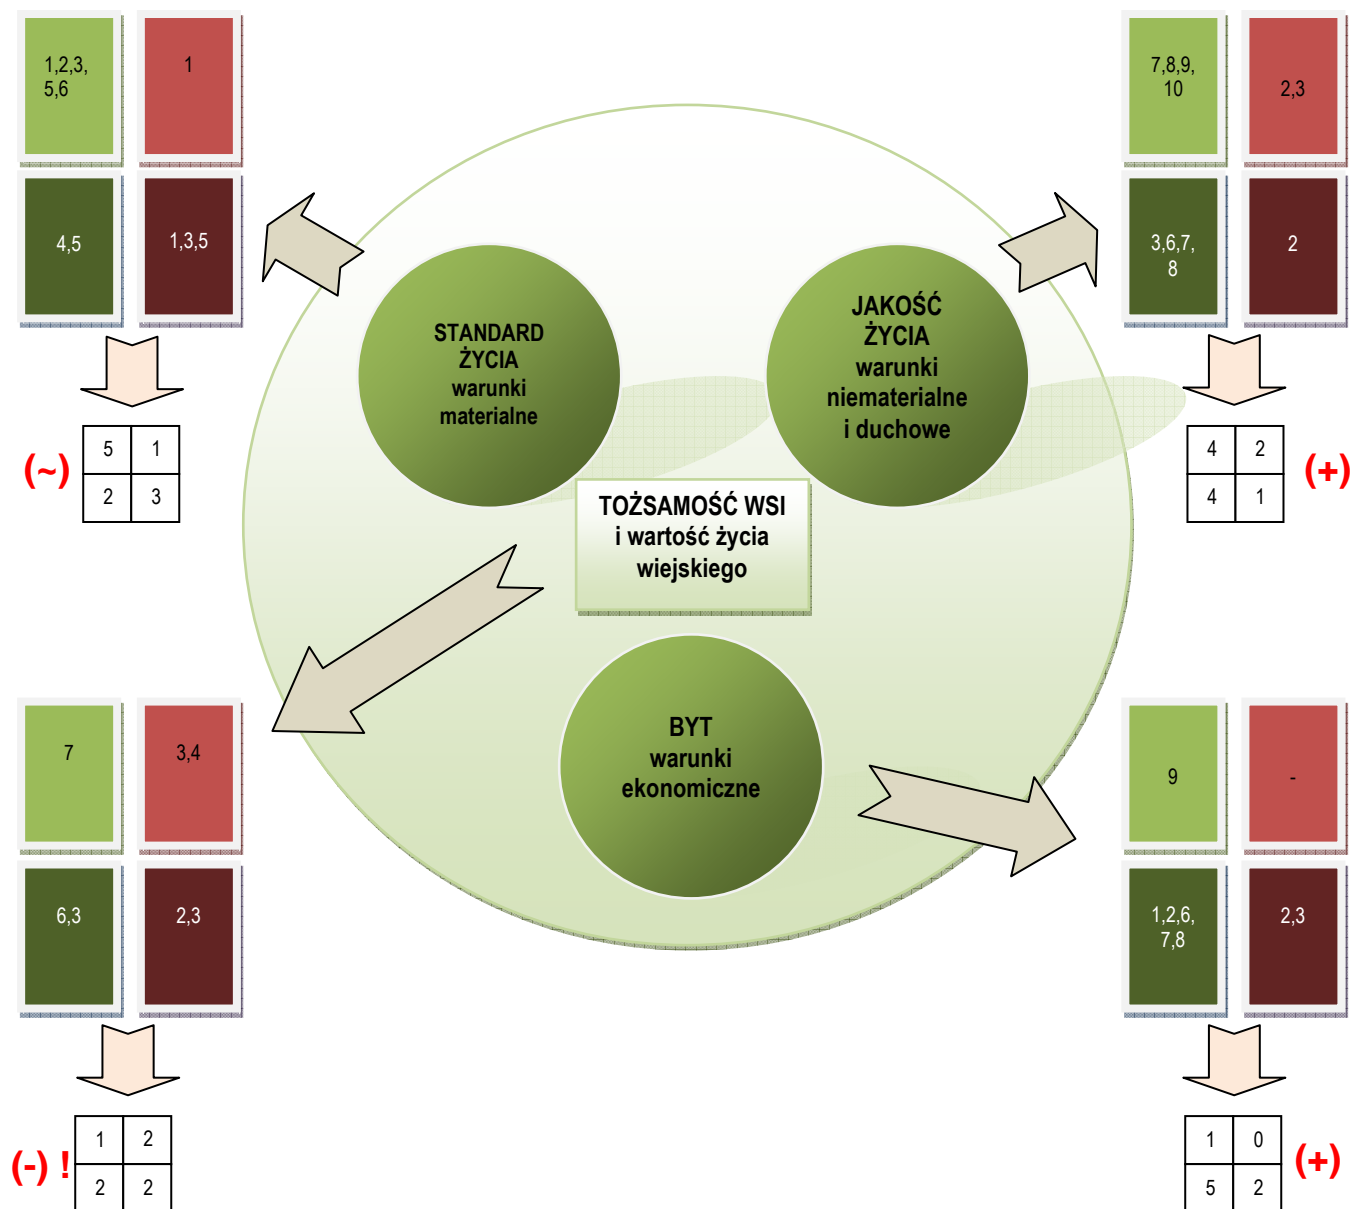 1,2,3,
5,6
1
4,5
1,3,5
(~)
5 1
2 3
7,8,9,
10
2,3
3,6,7,
8
2
4 2
4 1
(+)
STANDARD
ŻYCIA
warunki
materialne
JAKOŚĆ
ŻYCIA
warunki
niematerialne
i duchowe
TOŻSAMOŚĆ WSI
i wartość życia
wiejskiego
BYT
warunki
ekonomiczne
7
3,4
6,3
2,3
(-) !
1 2
2 2
9
-
1,2,6,
7,8
2,3
1 0
5 2
(+)